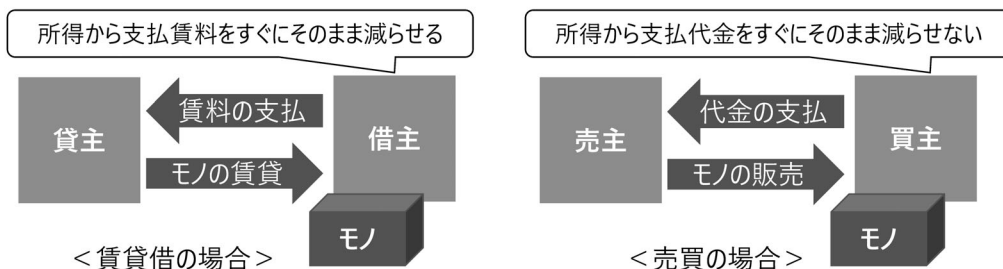 所得から支払賃料をすぐにそのまま減らせる
貸主
賃料の支払
モノの賃貸
借主
モノ
＜賃貸借の場合＞
所得から支払代金をすぐにそのまま減らせない
売主
代金の支払
モノの販売
買主
モノ
＜売買の場合＞